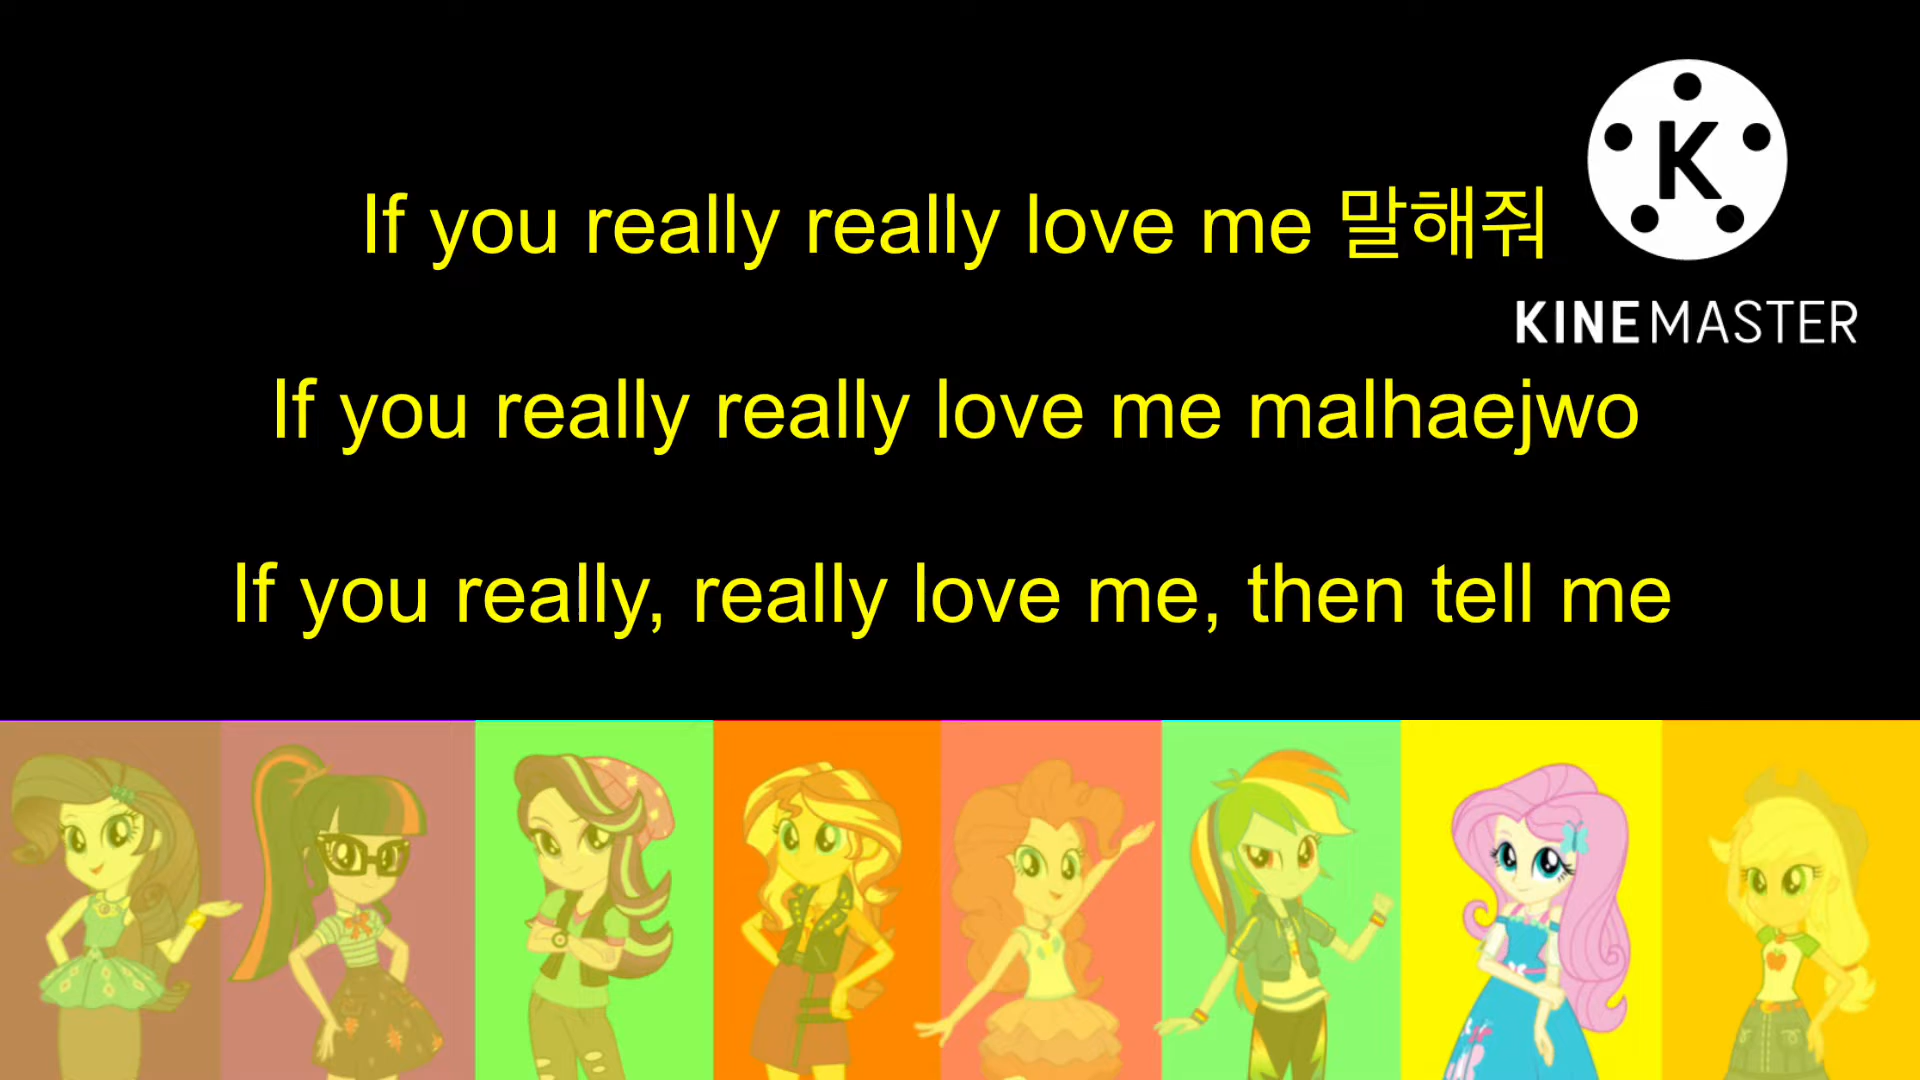 If you really really love me 말해줘
K
KINEMASTER
If you really really love me malhaejwo
If you really, really love me, then tell me